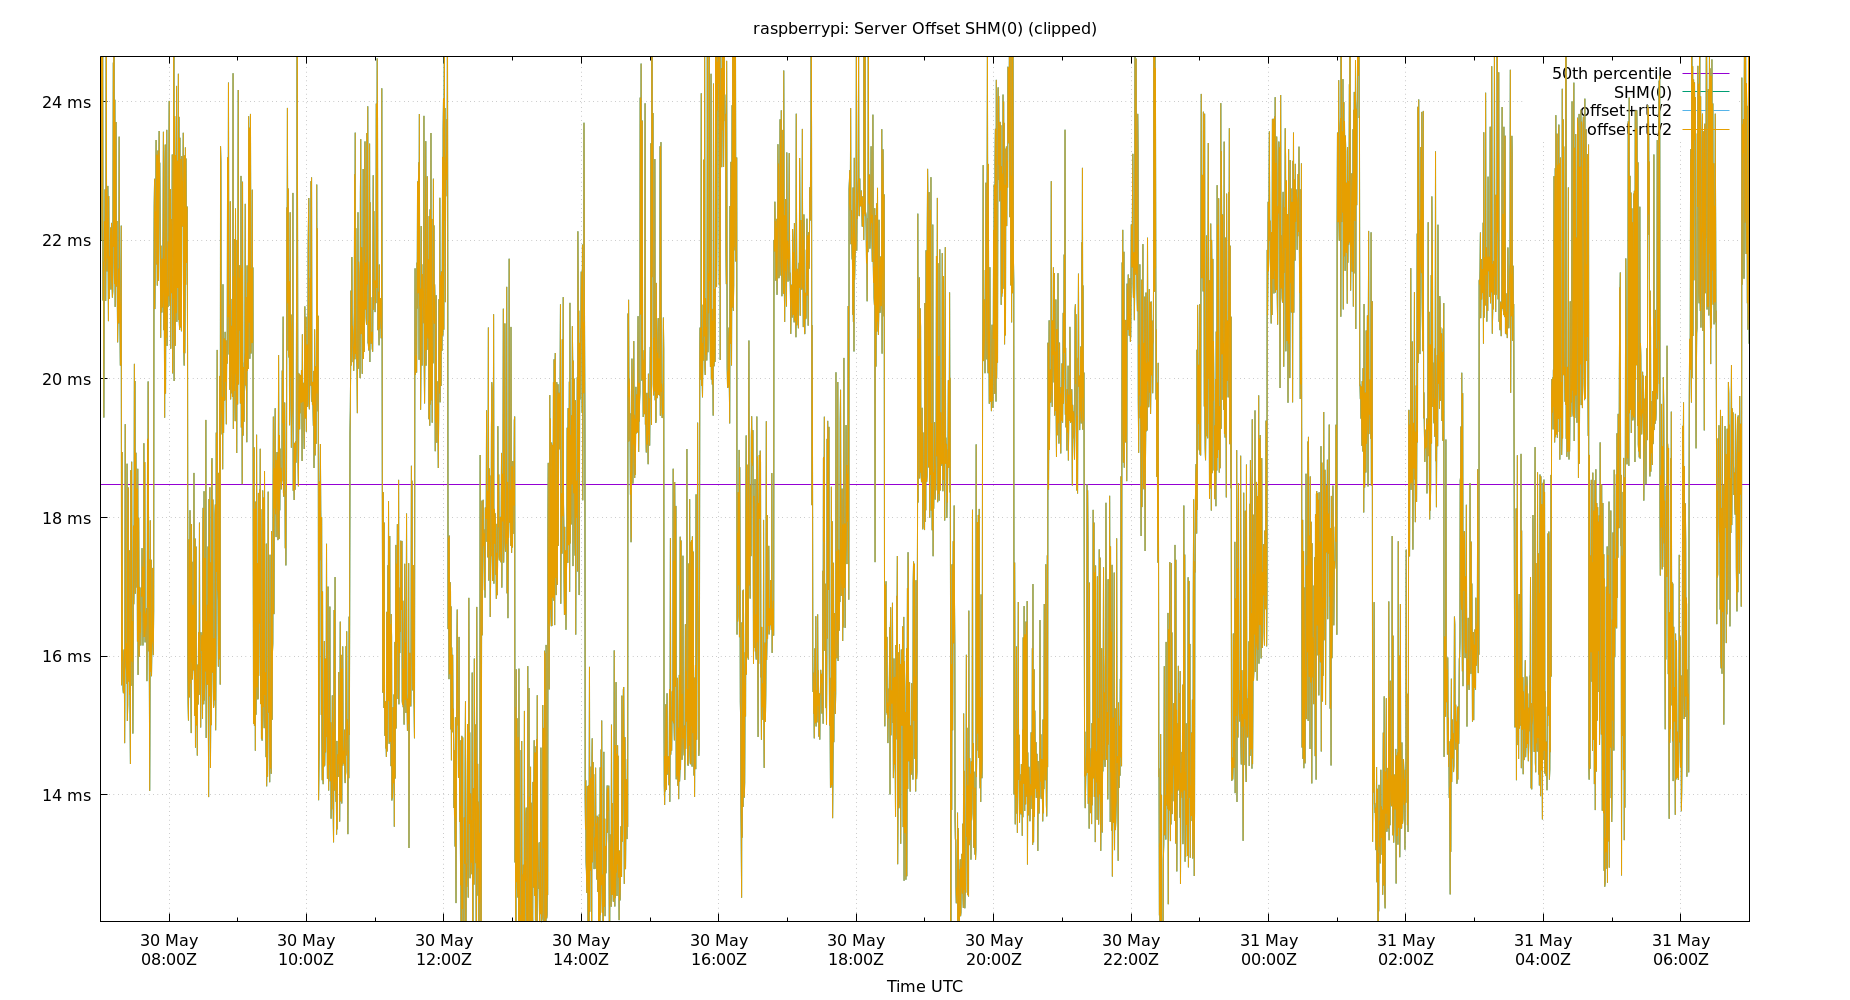 raspberrypi: Server Offset SHM(0) (clipped)
50th percentile
SHM(0)
offset+rtt/2
offset-rtt/2
24 ms
22 ms
20 ms
18 ms
16 ms
14 ms
30 May 30 May 30 May 30 May 30 May 30 May 30 May 30 May 31 May 31 May 31 May 31 May
08:00Z 10:00Z 12:00Z 14:00Z 16:00Z 18:00Z 20:00Z 22:00Z 00:00Z 02:00Z 04:00Z 06:00Z
Time UTC